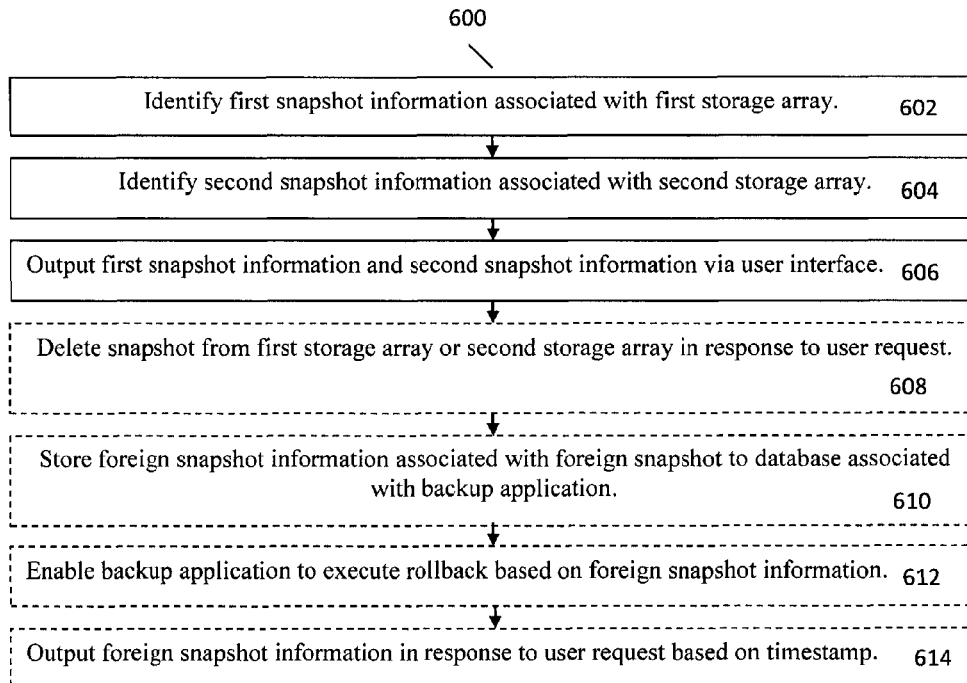 600
Identify first snapshot information associated with first storage array. 602
Identify second snapshot information associated with second storage array. 604
Output first snapshot information and second snapshot information via user interface. 606
Delete snapshot from first storage array or second storage array in response to user request.
608
Store foreign snapshot information associated with foreign snapshot to database associated
with backup application.
610
Enable backup application to execute rollback based on foreign snapshot information. 612
Output foreign snapshot information in response to user request based on timestamp. 614